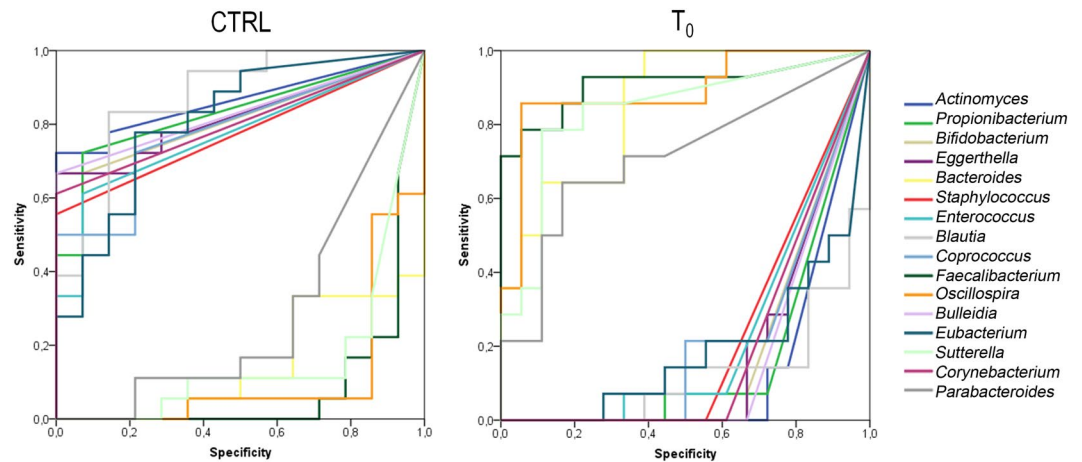 CTRL
1,0
0,8
0,6
0,4
0,2
0,0
Sensitivity
0,0 0,2 0,4 0,6 0,8 1,0
Specificity
T0
1,0
0,8
0,6
0,4
0,2
0,0
Sensitivity
0,0 0,2 0,4 0,6 0,8 1,0
Specificity
Actinomyces
Propionibacterium
Bifidobacterium
Eggerthella
Bacteroides
Staphylococcus
Enterococcus
Blautia
Coprococcus
Faecalibacterium
Oscillospira
Bulleidia
Eubacterium
Sutterella
Corynebacterium
Parabacteroides